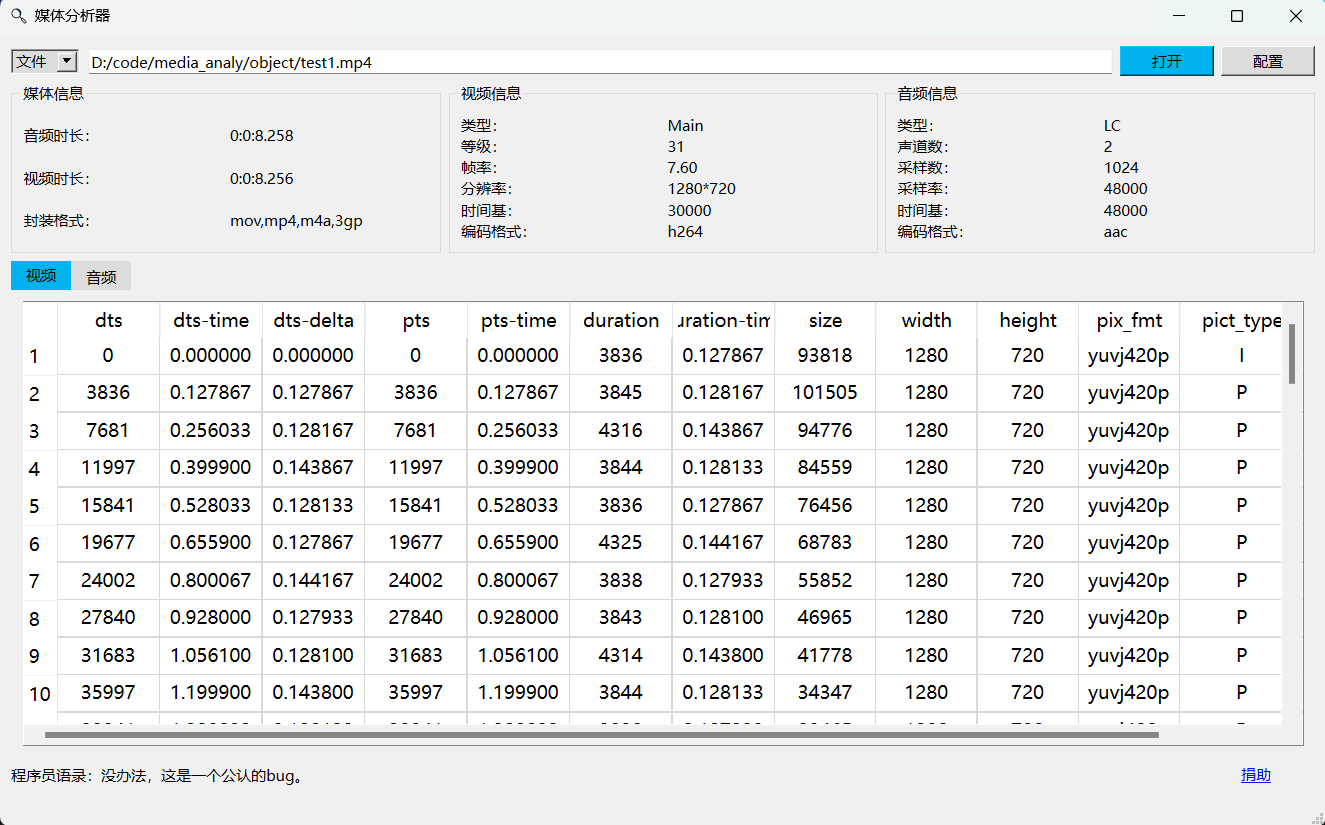 媒体分析器
文件 D:/code/media_analy/object/test1.mp4 打开 配置
媒体信息
音频时长: 0:0:8.258
视频时长: 0:0:8.256
封装格式: mov,mp4,m4a,3gp
视频信息
类型: Main
等级: 31
帧率: 7.60
分辨率: 1280*720
时间基: 30000
编码格式: h264
音频信息
类型: LC
声道数: 2
采样数: 1024
采样率: 48000
时间基: 48000
编码格式: aac
视频 音频
dts dts-time dts-delta pts pts-time duration uration-tim size width height pix_fmt pict_type
1 0 0.000000 0.000000 0 0.000000 3836 0.127867 93818 1280 720 yuvj420p I
2 3836 0.127867 0.127867 3836 0.127867 3845 0.128167 101505 1280 720 yuvj420p P
3 7681 0.256033 0.128167 7681 0.256033 4316 0.143867 94776 1280 720 yuvj420p P
4 11997 0.399900 0.143867 11997 0.399900 3844 0.128133 84559 1280 720 yuvj420p P
5 15841 0.528033 0.128133 15841 0.528033 3836 0.127867 76456 1280 720 yuvj420p P
6 19677 0.655900 0.127867 19677 0.655900 4325 0.144167 68783 1280 720 yuvj420p P
7 24002 0.800067 0.144167 24002 0.800067 3838 0.127933 55852 1280 720 yuvj420p P
8 27840 0.928000 0.127933 27840 0.928000 3843 0.128100 46965 1280 720 yuvj420p P
9 31683 1.056100 0.128100 31683 1.056100 4314 0.143800 41778 1280 720 yuvj420p P
10 35997 1.199900 0.143800 35997 1.199900 3844 0.128133 34347 1280 720 yuvj420p P
程序员语录：没办法，这是一个公认的bug。 捐助